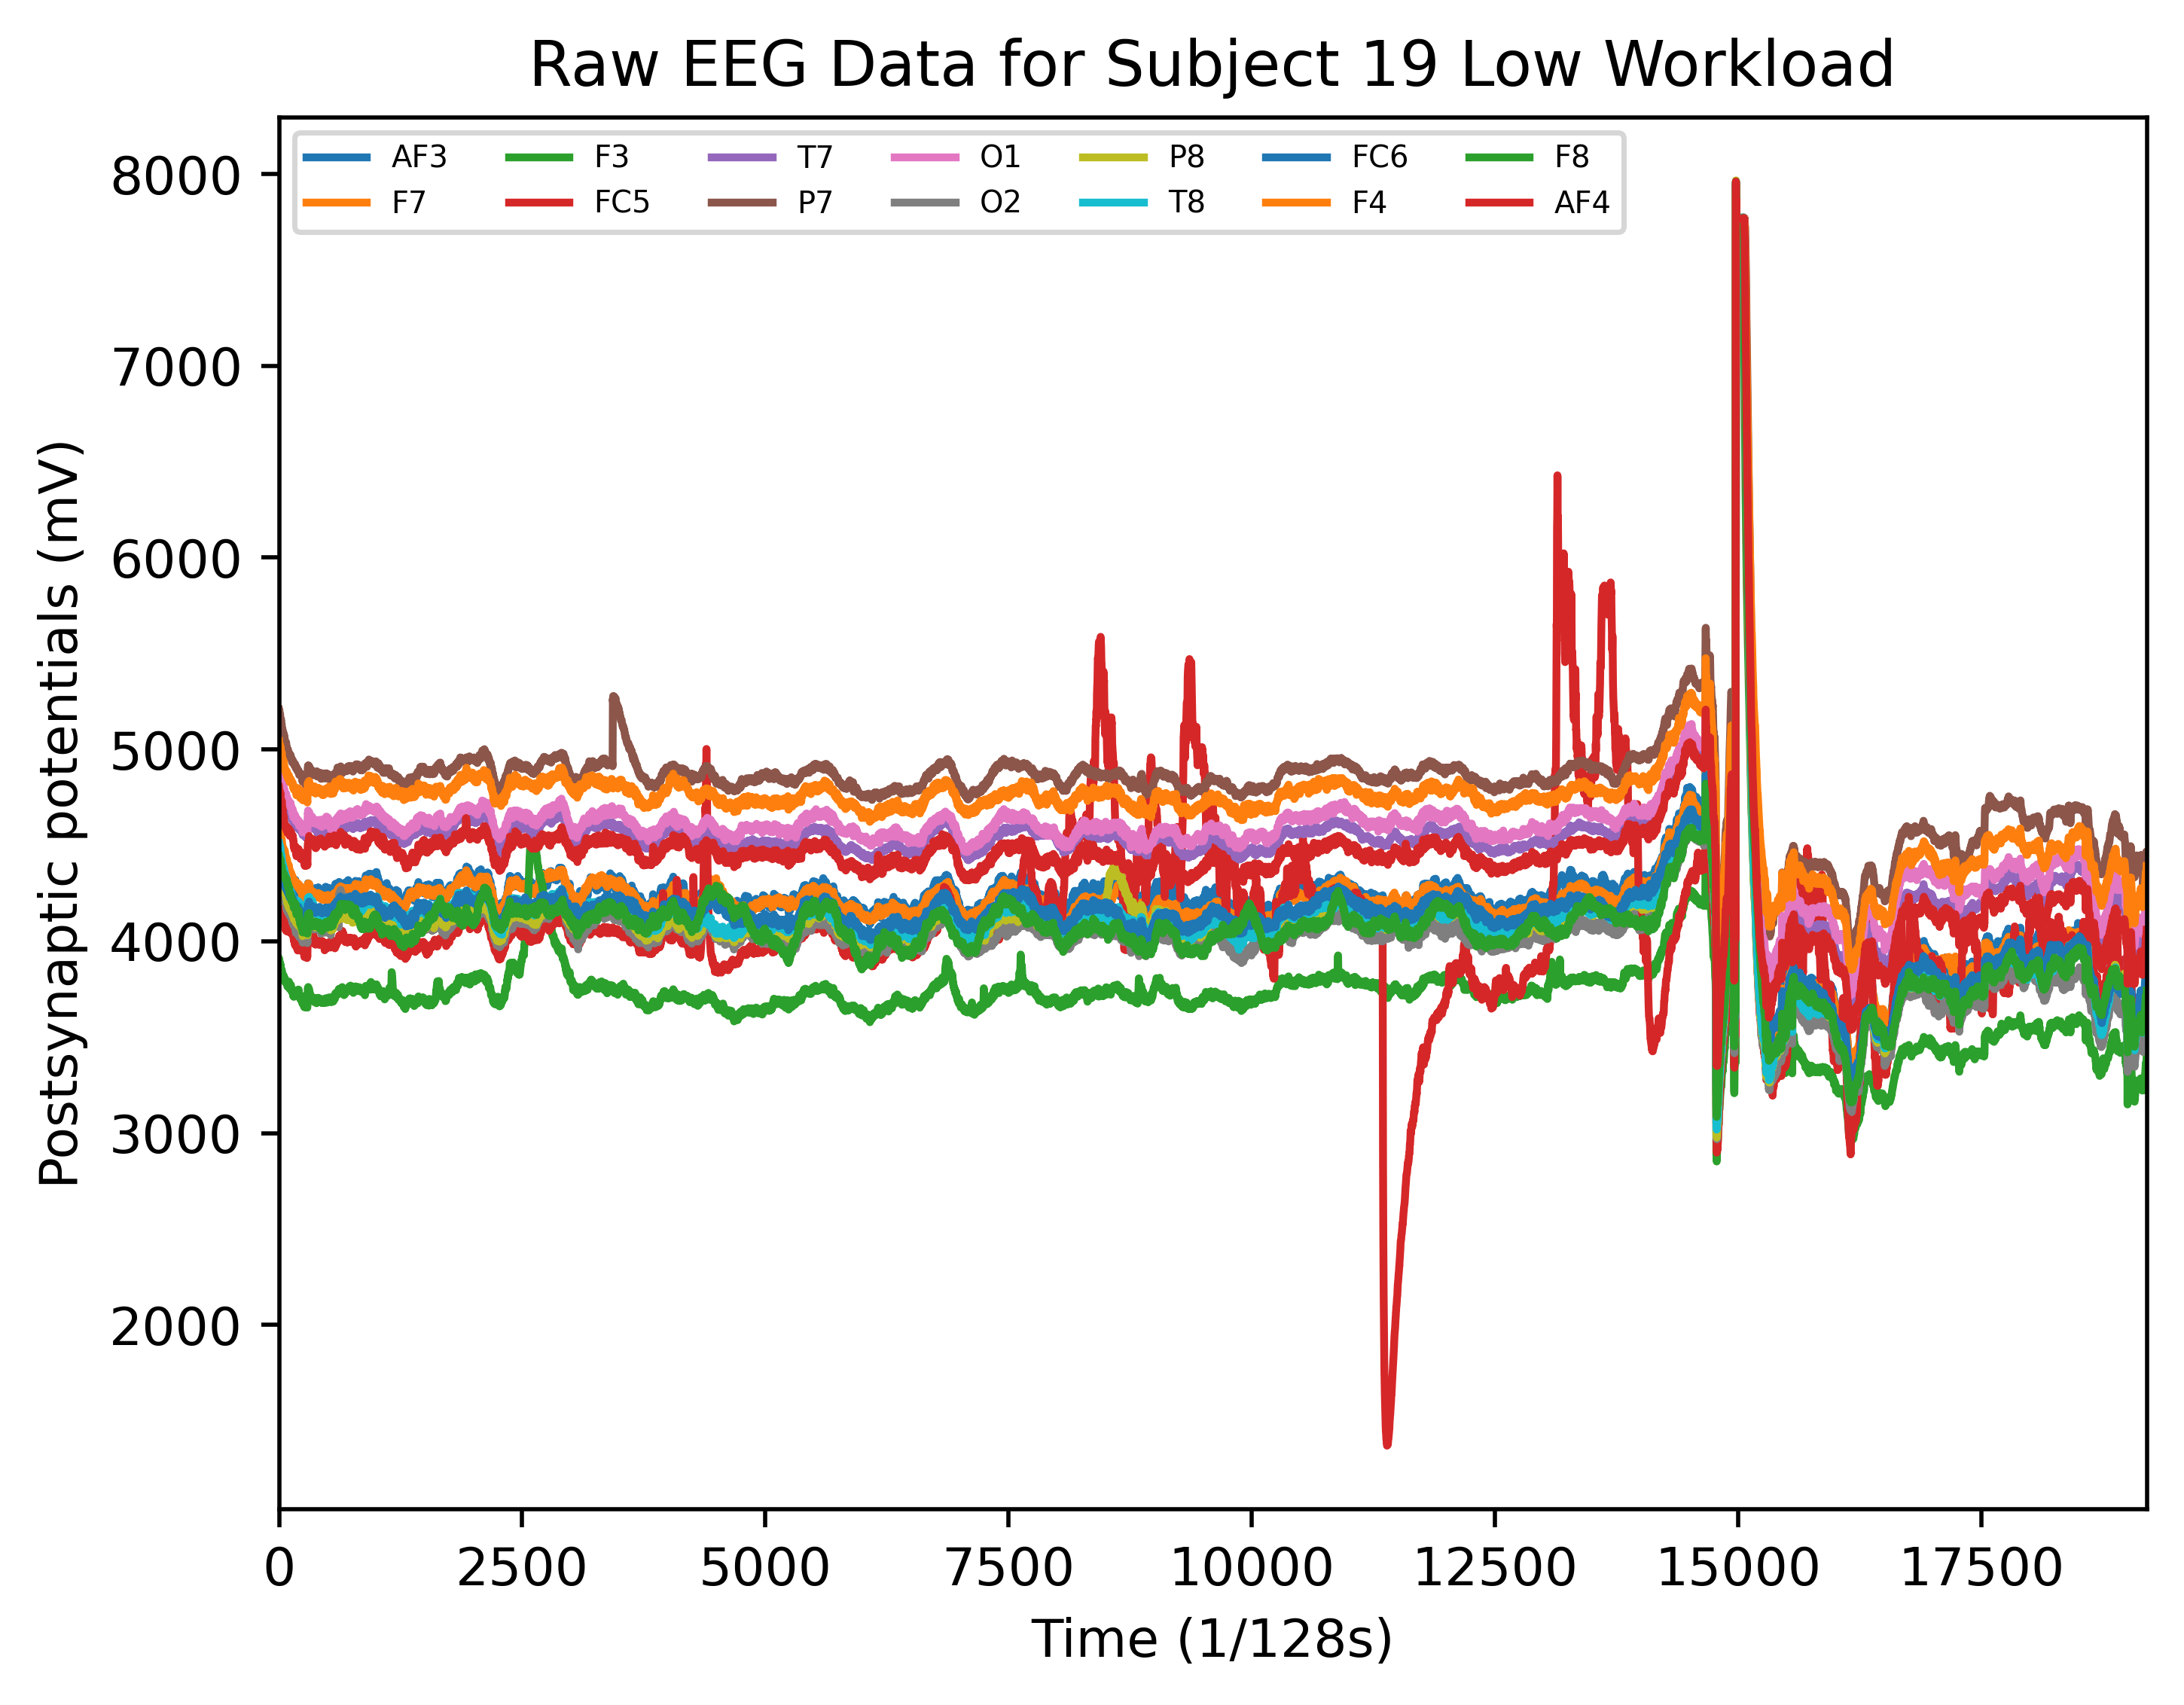 Raw EEG Data for Subject 19 Low Workload
AF3 F3 T7 O1 P8 FC6 F8
F7 FC5 P7 O2 T8 F4 AF4
Postsynaptic potentials (mV)
8000
7000
6000
5000
4000
3000
2000
0 2500 5000 7500 10000 12500 15000 17500
Time (1/128s)